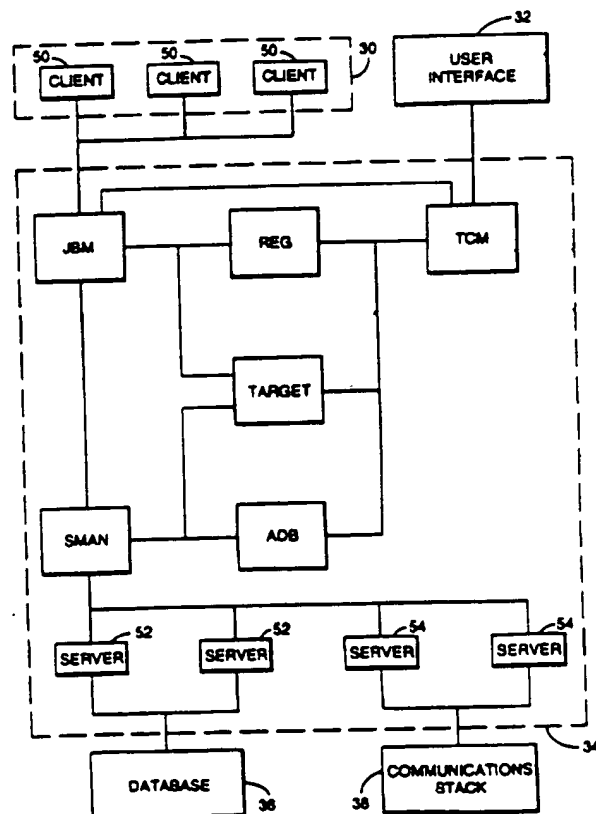 50
50
50
CLIENT
CLIENT
CLIENT
30
32
USER
INTERFACE
JBM
REG
TCM
TARGET
SMAN
ADB
52
52
54
54
SERVER
SERVER
SERVER
SERVER
34
DATABASE
36
38
COMMUNICATIONS
STACK